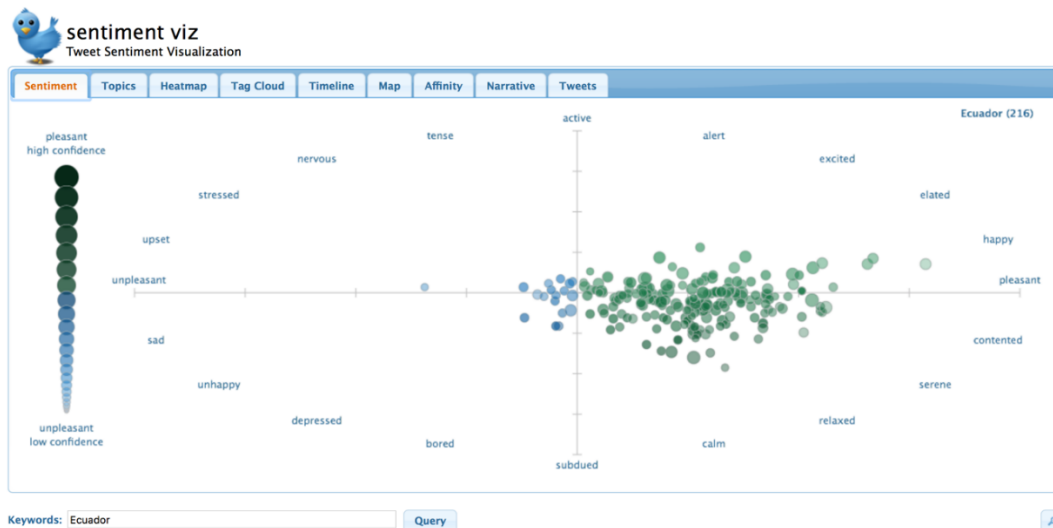 sentiment viz
Tweet Sentiment Visualization
Sentiment Topics Heatmap Tag Cloud Timeline Map Affinity Narrative Tweets
Ecuador (216)
active
pleasant
high confidence
tense
alert
nervous
excited
stressed
elated
upset
happy
unpleasant
pleasant
sad
contented
unhappy
serene
depressed
relaxed
unpleasant
low confidence
bored
calm
subdued
Keywords: Ecuador Query